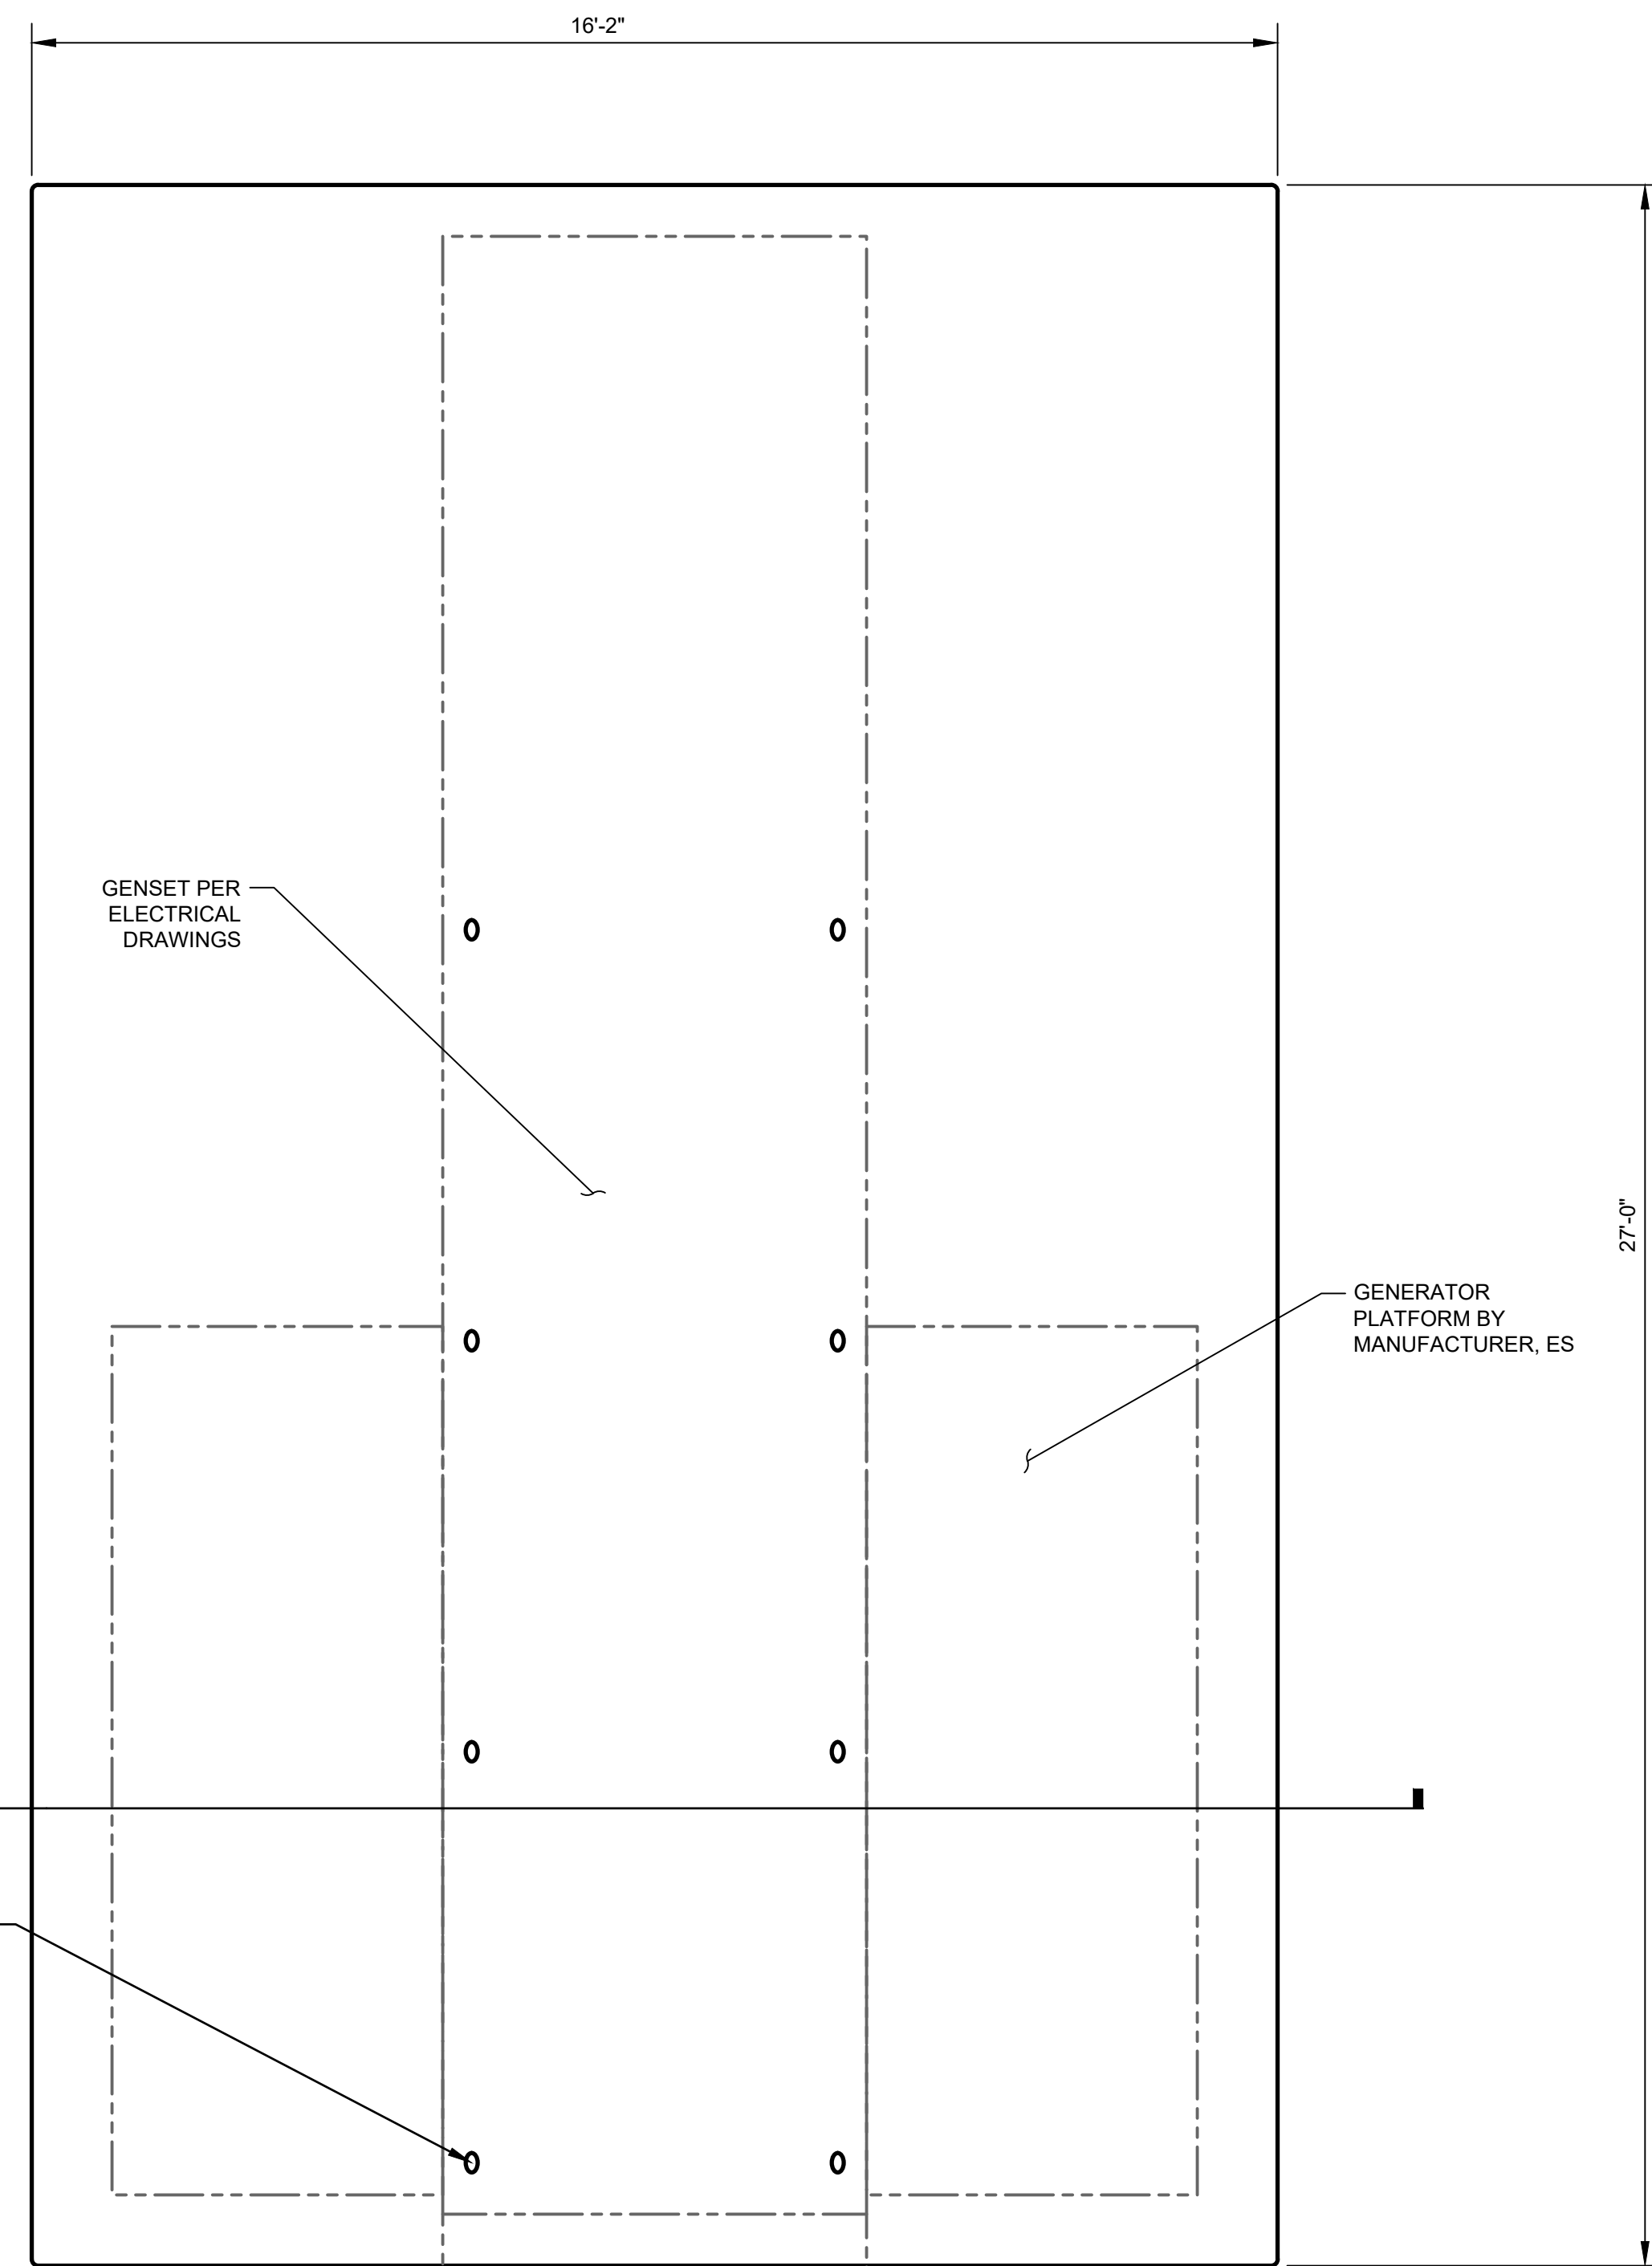 16'-2"
GENSET PER
ELECTRICAL
DRAWINGS
27'-0"
GENERATOR
PLATFORM BY
MANUFACTURER, ES